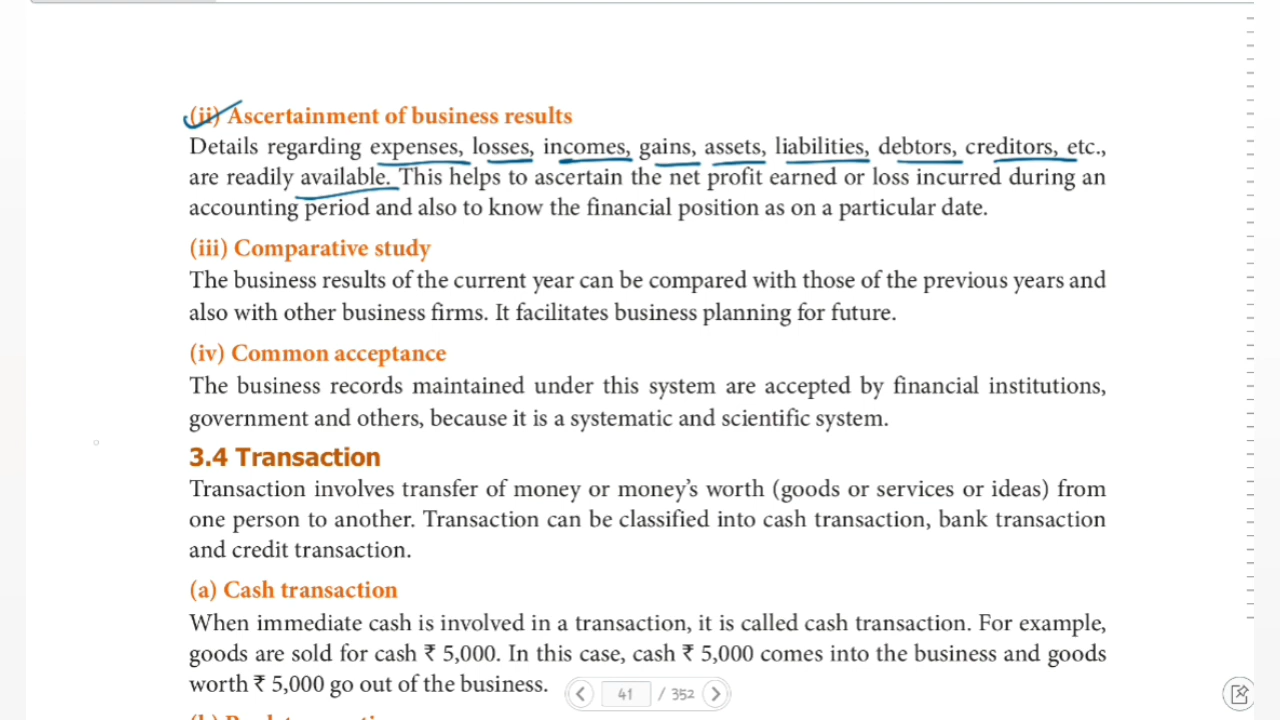 (ii) Ascertainment of business results
Details regarding expenses, losses, incomes, gains, assets, liabilities, debtors, creditors, etc.,
are readily available. This helps to ascertain the net profit earned or loss incurred during an
accounting period and also to know the financial position as on a particular date.
(iii) Comparative study
The business results of the current year can be compared with those of the previous years and
also with other business firms. It facilitates business planning for future.
(iv) Common acceptance
The business records maintained under this system are accepted by financial institutions,
government and others, because it is a systematic and scientific system.
3.4 Transaction
Transaction involves transfer of money or money’s worth (goods or services or ideas) from
one person to another. Transaction can be classified into cash transaction, bank transaction
and credit transaction.
(a) Cash transaction
When immediate cash is involved in a transaction, it is called cash transaction. For example,
goods are sold for cash ₹ 5,000. In this case, cash ₹ 5,000 comes into the business and goods
worth ₹ 5,000 go out of the business.
41 / 352